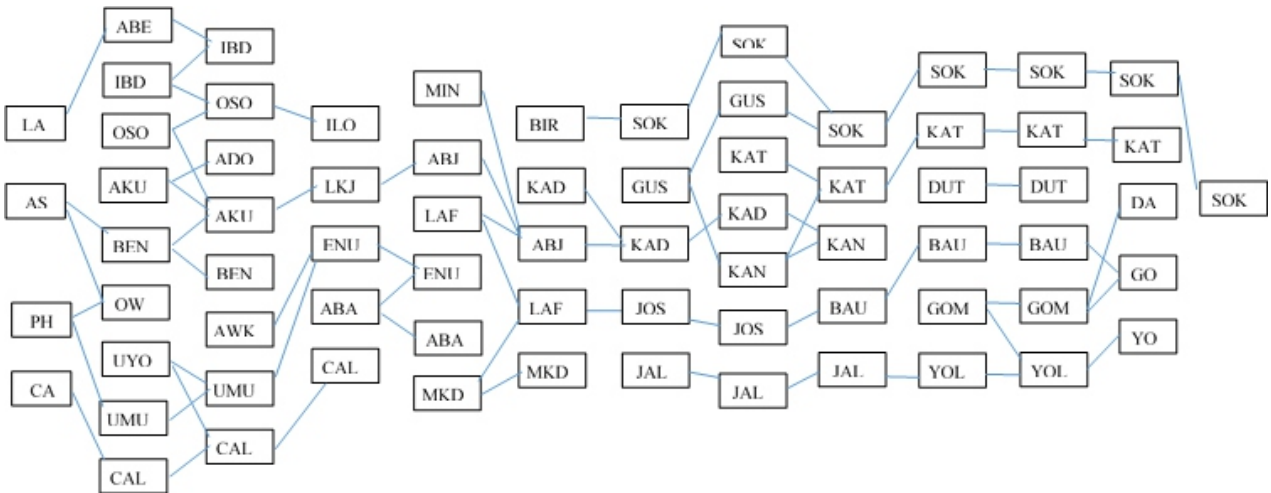 LA
AS
PH
CA
ABE
IBD
OSO
AKU
BEN
OW
UYO
UMU
CAL
IBD
OSO
ADO
AKU
BEN
AWK
UMU
CAL
ILO
LKJ
ENU
ABA
CAL
MIN
ABJ
LAF
ENU
ABA
MKD
BIR
KAD
ABJ
LAF
MKD
SOK
GUS
KAD
JOS
JAL
SOK
GUS
KAT
KAD
KAN
JOS
JAL
SOK
KAT
KAN
BAU
JAL
SOK
KAT
DUT
BAU
GOM
YOL
SOK
KAT
DUT
BAU
GOM
YOL
SOK
KAT
DA
GO
YO
SOK